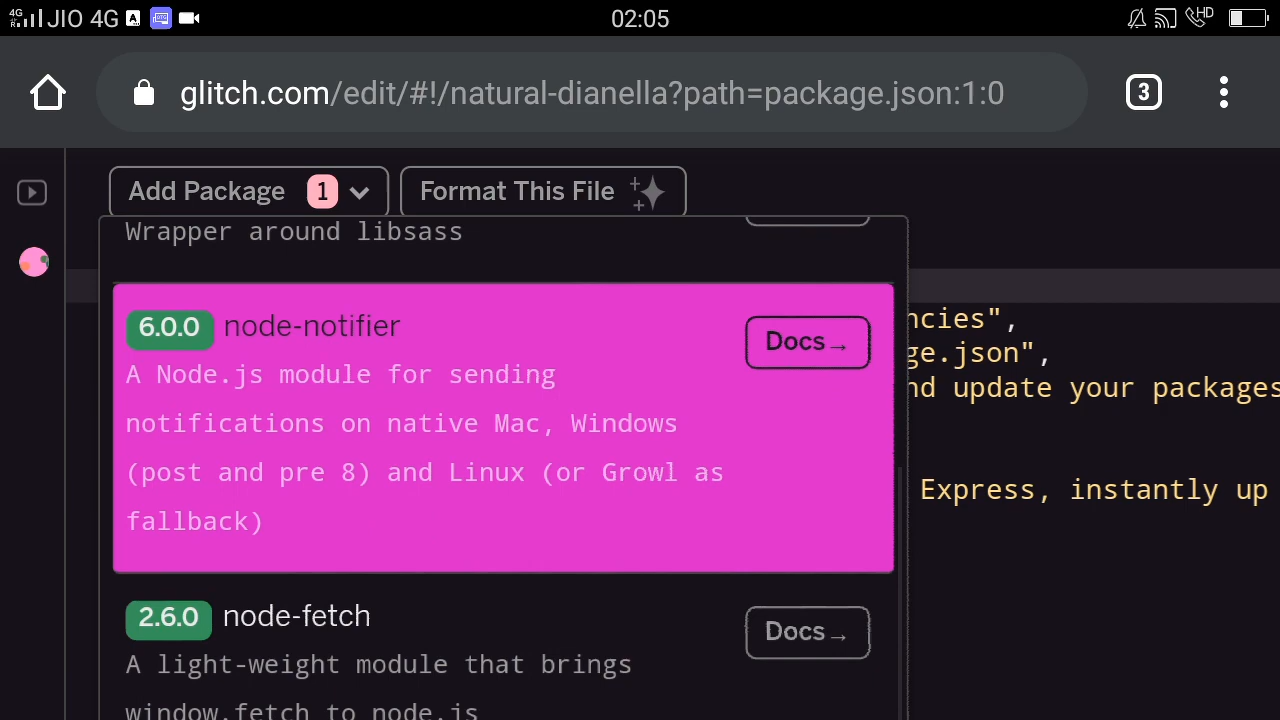 4G R JIO 4G A 02:05 HD
glitch.com/edit/#!/natural-dianella?path=package.json:1:0
3
Add Package 1
Format This File
Wrapper around libsass
6.0.0 node-notifier
Docs→
A Node.js module for sending
notifications on native Mac, Windows
(post and pre 8) and Linux (or Growl as
fallback)
2.6.0 node-fetch
Docs→
A light-weight module that brings
window.fetch to node.js
ncies",
ge.json",
nd update your packages
Express, instantly up